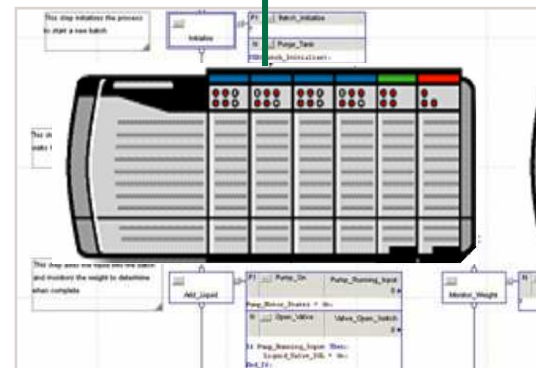 This step initializes the process
to start a new batch
Initialize
P1 Batch_Initialize
N Purge_Tank
This step adds the liquid into the batch
and monitors the weight to determine
when complete.
Add_Liquid
P1 Pump_On Pump_Running_Input
0
Pump_Motor_Starter = On;
N Open_Valve Valve_Open_Switch
0
If Pump_Running_Input Then;
Liquid_Valve_SOL = On;
End_If;
Monitor_Weight
N